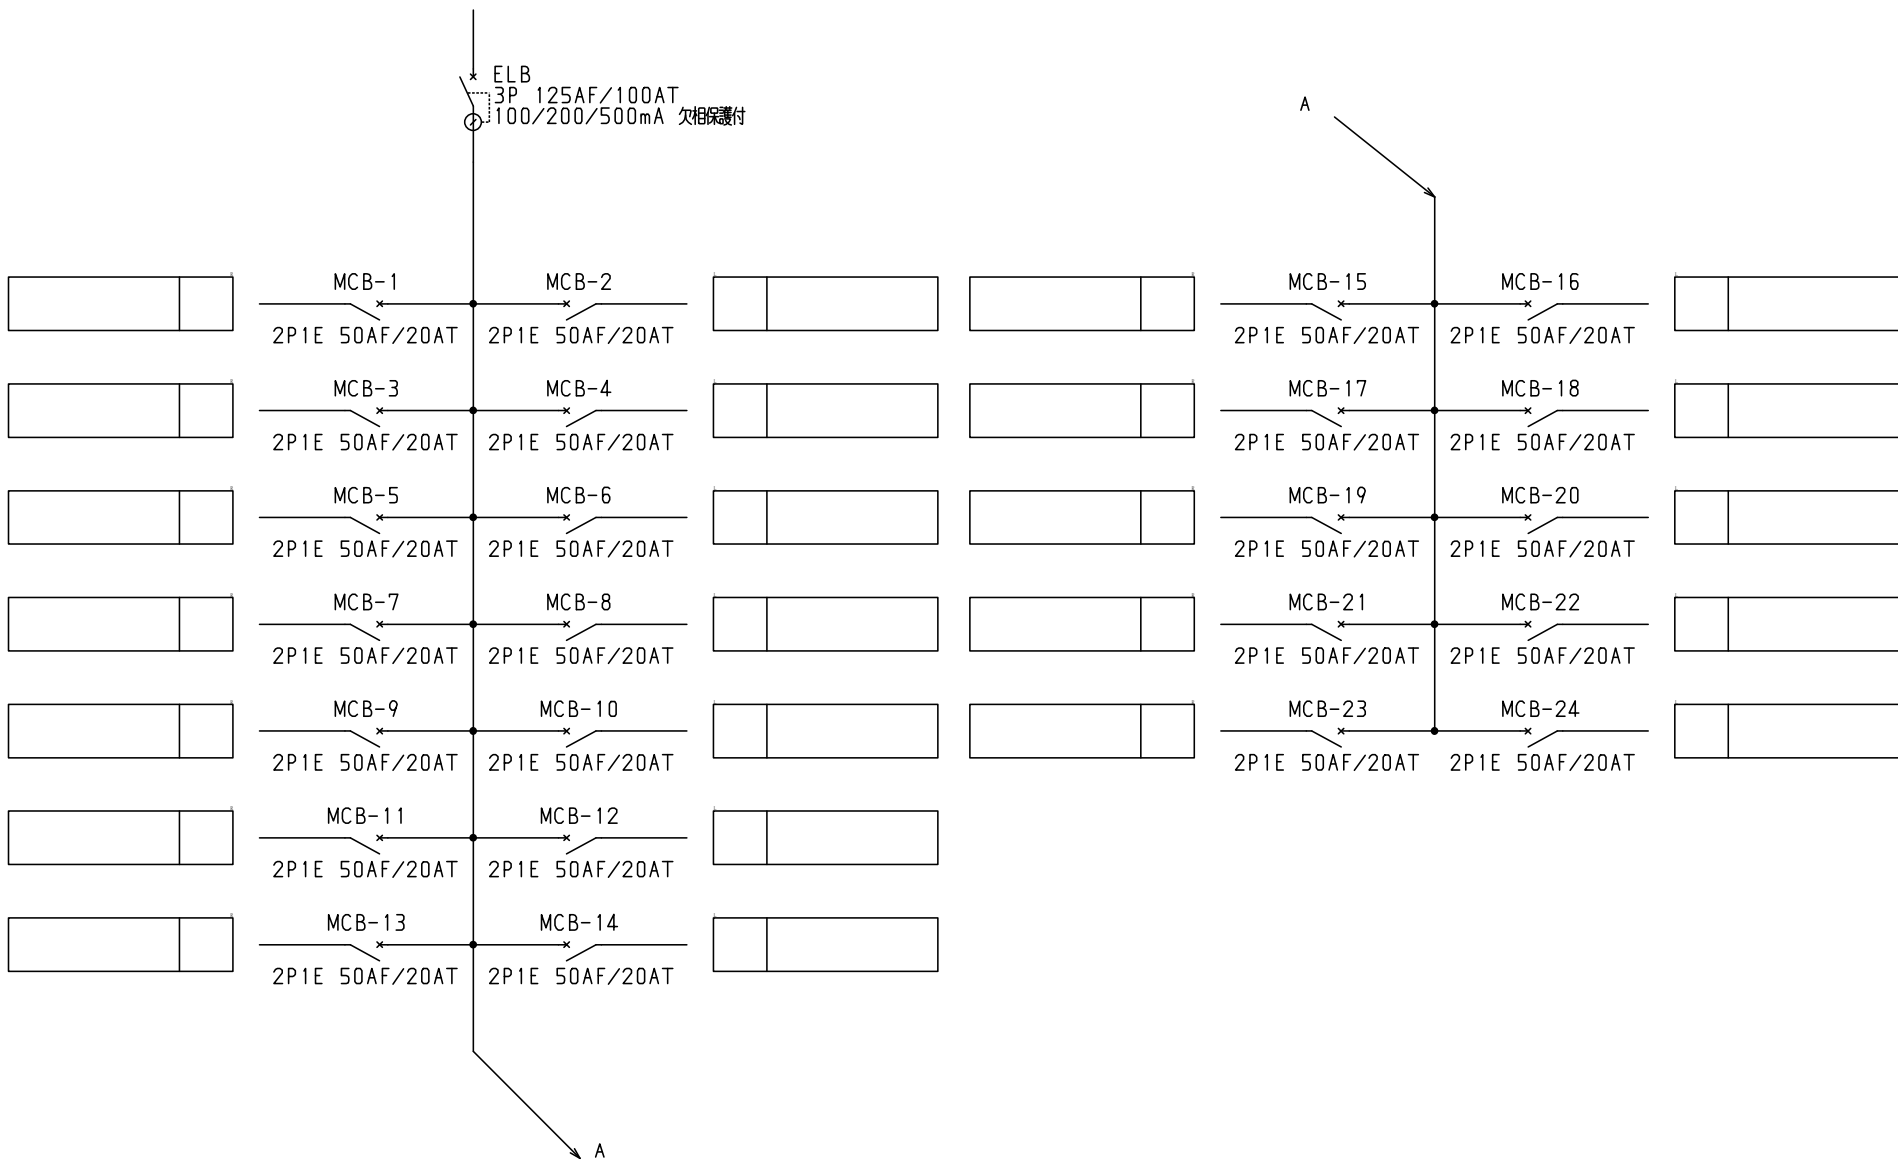 ELB
3P 125AF/100AT
100/200/500mA 欠相保護付
A
MCB-1 MCB-2 MCB-15 MCB-16
2P1E 50AF/20AT 2P1E 50AF/20AT 2P1E 50AF/20AT 2P1E 50AF/20AT
MCB-3 MCB-4 MCB-17 MCB-18
2P1E 50AF/20AT 2P1E 50AF/20AT 2P1E 50AF/20AT 2P1E 50AF/20AT
MCB-5 MCB-6 MCB-19 MCB-20
2P1E 50AF/20AT 2P1E 50AF/20AT 2P1E 50AF/20AT 2P1E 50AF/20AT
MCB-7 MCB-8 MCB-21 MCB-22
2P1E 50AF/20AT 2P1E 50AF/20AT 2P1E 50AF/20AT 2P1E 50AF/20AT
MCB-9 MCB-10 MCB-23 MCB-24
2P1E 50AF/20AT 2P1E 50AF/20AT 2P1E 50AF/20AT 2P1E 50AF/20AT
MCB-11 MCB-12
2P1E 50AF/20AT 2P1E 50AF/20AT
MCB-13 MCB-14
2P1E 50AF/20AT 2P1E 50AF/20AT
A